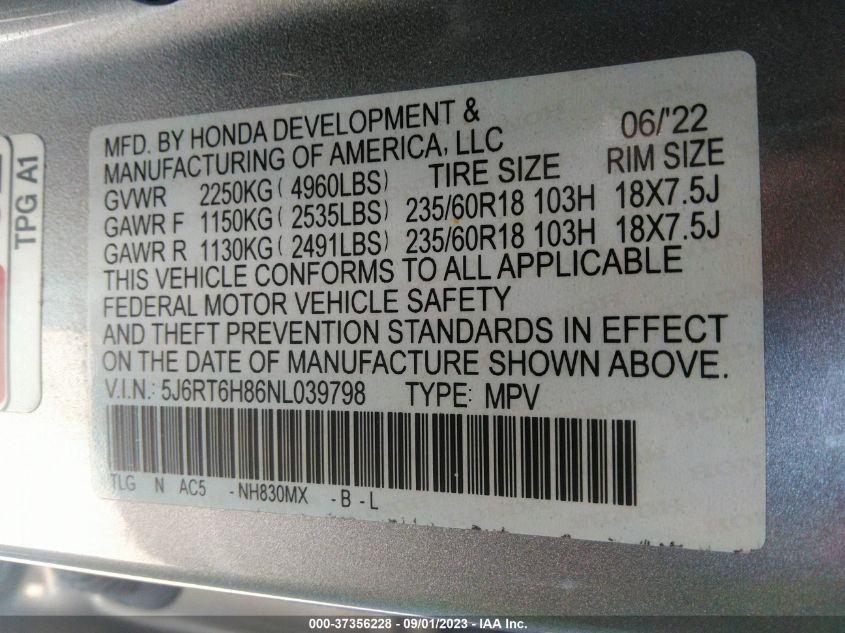 TPG A1
MFD. BY HONDA DEVELOPMENT & 06/'22
MANUFACTURING OF AMERICA, LLC
TIRE SIZE RIM SIZE
GVWR 2250KG ( 4960LBS)
GAWR F 1150KG ( 2535LBS) 235/60R18 103H 18X7.5J
GAWR R 1130KG ( 2491LBS) 235/60R18 103H 18X7.5J
THIS VEHICLE CONFORMS TO ALL APPLICABLE
FEDERAL MOTOR VEHICLE SAFETY
AND THEFT PREVENTION STANDARDS IN EFFECT
ON THE DATE OF MANUFACTURE SHOWN ABOVE.
V.I.N.: 5J6RT6H86NL039798 TYPE: MPV
TLG N AC5 -NH830MX -B-L
000-37356228 - 09/01/2023 - IAA Inc.